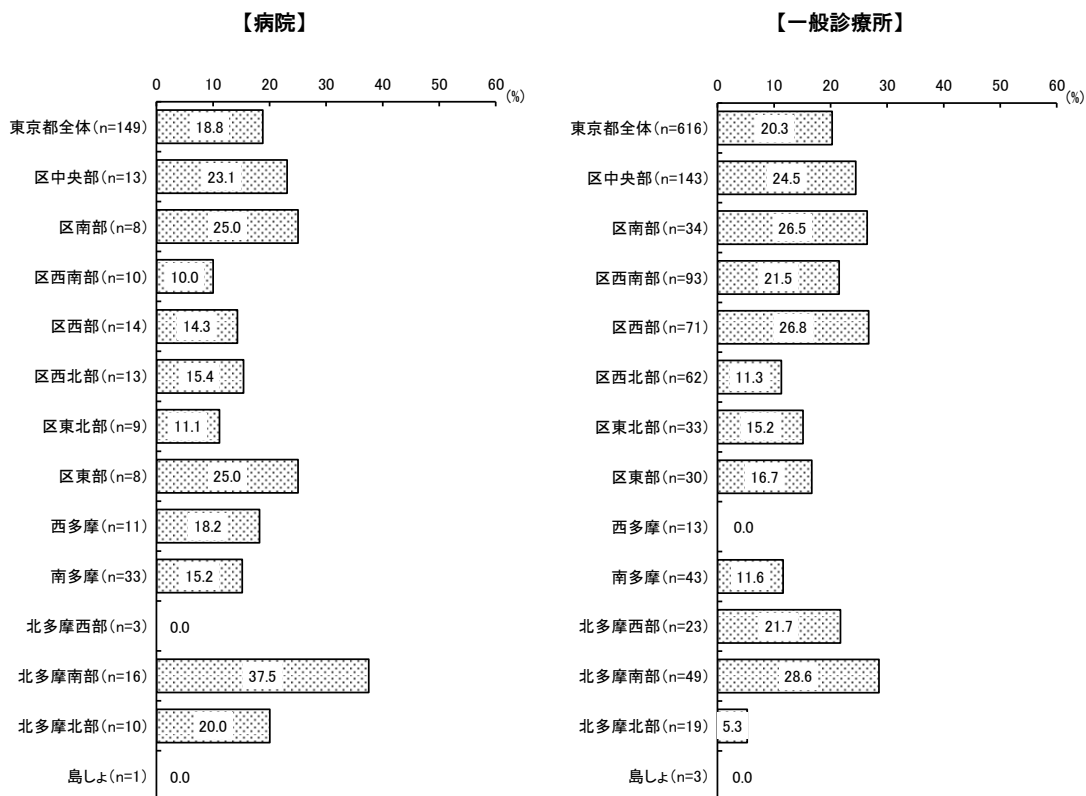 【病院】
0 10 20 30 40 50 60
(%)
東京都全体(n=149) 18.8
区中央部(n=13) 23.1
区南部(n=8) 25.0
区西南部(n=10) 10.0
区西部(n=14) 14.3
区西北部(n=13) 15.4
区東北部(n=9) 11.1
区東部(n=8) 25.0
西多摩(n=11) 18.2
南多摩(n=33) 15.2
北多摩西部(n=3) 0.0
北多摩南部(n=16) 37.5
北多摩北部(n=10) 20.0
島しょ(n=1) 0.0
【一般診療所】
0 10 20 30 40 50 60
(%)
東京都全体(n=616) 20.3
区中央部(n=143) 24.5
区南部(n=34) 26.5
区西南部(n=93) 21.5
区西部(n=71) 26.8
区西北部(n=62) 11.3
区東北部(n=33) 15.2
区東部(n=30) 16.7
西多摩(n=13) 0.0
南多摩(n=43) 11.6
北多摩西部(n=23) 21.7
北多摩南部(n=49) 28.6
北多摩北部(n=19) 5.3
島しょ(n=3) 0.0